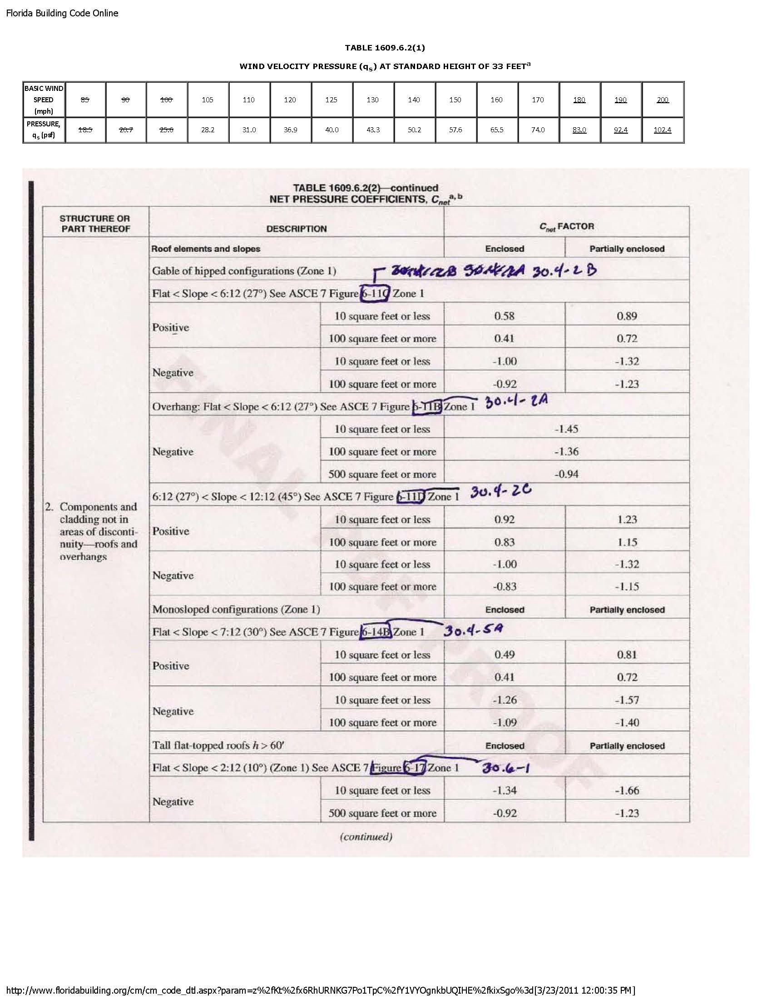 Florida Building Code Online
TABLE 1609.6.2(1)
WIND VELOCITY PRESSURE (qs) AT STANDARD HEIGHT OF 33 FEETa
BASIC WIND SPEED (mph) 85 90 100 105 110 120 125 130 140 150 160 170 180 190 200
PRESSURE, qs (psf) 18.5 20.7 25.6 28.2 31.0 36.9 40.0 43.3 50.2 57.6 65.5 74.0 83.0 92.4 102.4
TABLE 1609.6.2(2)—continued
NET PRESSURE COEFFICIENTS, Cnet a, b
STRUCTURE OR PART THEREOF DESCRIPTION Cnet FACTOR
Roof elements and slopes Enclosed Partially enclosed
Gable of hipped configurations (Zone 1) 30.4-2B
Flat < Slope < 6:12 (27°) See ASCE 7 Figure 6-11C Zone 1
Positive
10 square feet or less 0.58 0.89
100 square feet or more 0.41 0.72
Negative
10 square feet or less -1.00 -1.32
100 square feet or more -0.92 -1.23
Overhang: Flat < Slope < 6:12 (27°) See ASCE 7 Figure 6-11B Zone 1 30.4-2A
Negative
10 square feet or less -1.45
100 square feet or more -1.36
500 square feet or more -0.94
6:12 (27°) < Slope < 12:12 (45°) See ASCE 7 Figure 6-11D Zone 1 30.4-2C
2. Components and
cladding not in
areas of disconti-
nuity—roofs and
overhangs
Positive
10 square feet or less 0.92 1.23
100 square feet or more 0.83 1.15
Negative
10 square feet or less -1.00 -1.32
100 square feet or more -0.83 -1.15
Monosloped configurations (Zone 1) Enclosed Partially enclosed
Flat < Slope < 7:12 (30°) See ASCE 7 Figure 6-14B Zone 1 30.4-5A
Positive
10 square feet or less 0.49 0.81
100 square feet or more 0.41 0.72
Negative
10 square feet or less -1.26 -1.57
100 square feet or more -1.09 -1.40
Tall flat-topped roofs h > 60′ Enclosed Partially enclosed
Flat < Slope < 2:12 (10°) (Zone 1) See ASCE 7 Figure 6-17 Zone 1 30.6-1
Negative
10 square feet or less -1.34 -1.66
500 square feet or more -0.92 -1.23
(continued)
FINAL PDF PROOF
http://www.floridabuilding.org/cm/cm_code_dtl.aspx?param=z%2fKt%2fx6RhURNKG7Po1TpC%2fY1VYOgnkbUQIHE%2fkixSgo%3d[3/23/2011 12:00:35 PM]